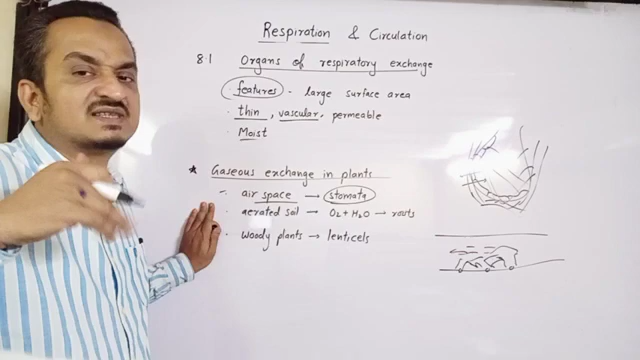 Respiration & Circulation
8.1 Organs of respiratory exchange
features - large surface area
· thin, vascular, permeable
· Moist
* Gaseous exchange in plants
- air space → stomata
· aerated soil → O₂ + H₂O → roots
· woody plants → lenticels